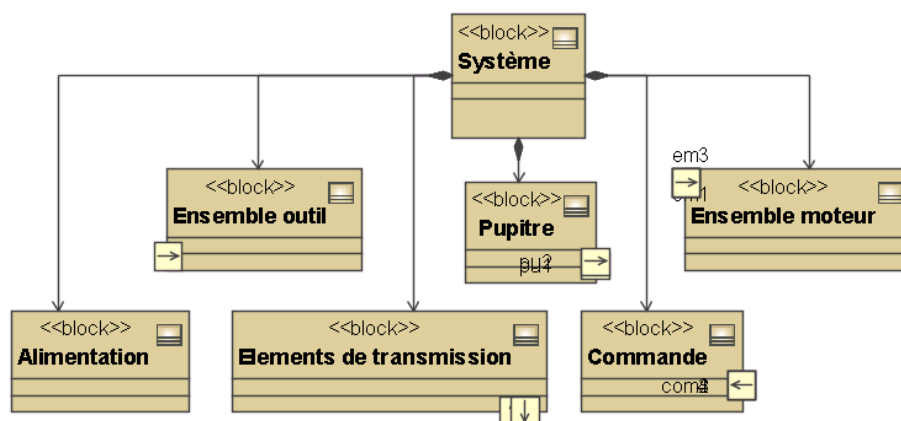 <<block>>
Système
em3
<<block>>
Ensemble outil
<<block>>
Pupitre
<<block>>
Ensemble moteur
<<block>>
Alimentation
<<block>>
Elements de transmission
<<block>>
Commande